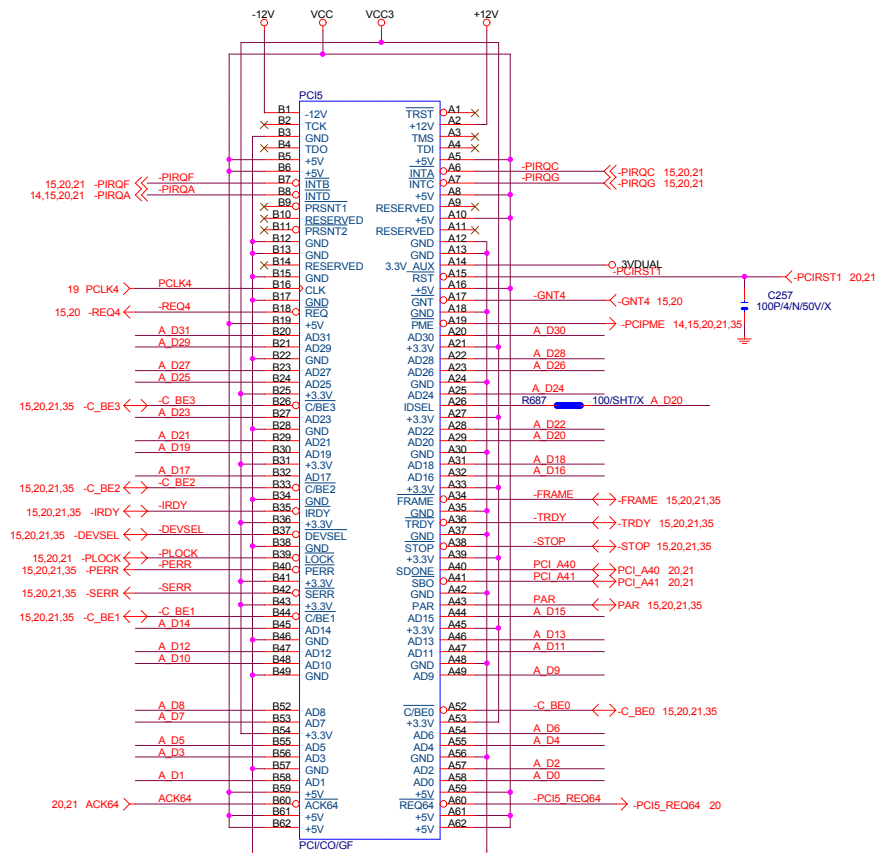 -12V VCC VCC3 +12V
PCI5
B1 -12V TRST A1
B2 TCK +12V A2
B3 GND TMS A3
B4 TDO TDI A4
B5 +5V +5V A5
15,20,21 -PIRQF -PIRQF B6 +5V INTA A6 -PIRQC -PIRQC 15,20,21
14,15,20,21 -PIRQA -PIRQA B7 INTB INTC A7 -PIRQG -PIRQG 15,20,21
B8 INTD +5V A8
B9 PRSNT1 RESERVED A9
B10 RESERVED +5V A10
B11 PRSNT2 RESERVED A11
B12 GND GND A12
B13 GND GND A13
B14 RESERVED 3.3V_AUX A14 3VDUAL
B15 GND RST A15 -PCIRST1 -PCIRST1 20,21
19 PCLK4 PCLK4 B16 CLK +5V A16
B17 GND GNT A17 -GNT4 -GNT4 15,20
C257
100P/4/N/50V/X
15,20 -REQ4 -REQ4 B18 REQ GND A18
B19 +5V PME A19 -PCIPME 14,15,20,21,35
A_D31 B20 AD31 AD30 A20 A_D30
A_D29 B21 AD29 +3.3V A21
B22 GND AD28 A22 A_D28
A_D27 B23 AD27 AD26 A23 A_D26
A_D25 B24 AD25 GND A24
B25 +3.3V AD24 A25 A_D24
15,20,21,35 -C_BE3 -C_BE3 B26 C/BE3 IDSEL A26 R687 100/SHT/X A_D20
A_D23 B27 AD23 +3.3V A27
B28 GND AD22 A28 A_D22
A_D21 B29 AD21 AD20 A29 A_D20
A_D19 B30 AD19 GND A30
B31 +3.3V AD18 A31 A_D18
A_D17 B32 AD17 AD16 A32 A_D16
15,20,21,35 -C_BE2 -C_BE2 B33 C/BE2 +3.3V A33
B34 GND FRAME A34 -FRAME -FRAME 15,20,21,35
15,20,21,35 -IRDY -IRDY B35 IRDY GND A35
B36 +3.3V TRDY A36 -TRDY -TRDY 15,20,21,35
15,20,21,35 -DEVSEL -DEVSEL B37 DEVSEL GND A37
B38 GND STOP A38 -STOP -STOP 15,20,21,35
15,20,21 -PLOCK -PLOCK B39 LOCK +3.3V A39
15,20,21,35 -PERR -PERR B40 PERR SDONE A40 PCI_A40 PCI_A40 20,21
B41 +3.3V SBO A41 PCI_A41 PCI_A41 20,21
15,20,21,35 -SERR -SERR B42 SERR GND A42
B43 +3.3V PAR A43 PAR PAR 15,20,21,35
15,20,21,35 -C_BE1 -C_BE1 B44 C/BE1 AD15 A44 A_D15
A_D14 B45 AD14 +3.3V A45
B46 GND AD13 A46 A_D13
A_D12 B47 AD12 AD11 A47 A_D11
A_D10 B48 AD10 GND A48
B49 GND AD9 A49 A_D9
A_D8 B52 AD8 C/BE0 A52 -C_BE0 -C_BE0 15,20,21,35
A_D7 B53 AD7 +3.3V A53
B54 +3.3V AD6 A54 A_D6
A_D5 B55 AD5 AD4 A55 A_D4
A_D3 B56 AD3 GND A56
B57 GND AD2 A57 A_D2
A_D1 B58 AD1 AD0 A58 A_D0
B59 +5V +5V A59
20,21 ACK64 ACK64 B60 ACK64 REQ64 A60 -PCI5_REQ64 -PCI5_REQ64 20
B61 +5V +5V A61
B62 +5V +5V A62
PCI/CO/GF